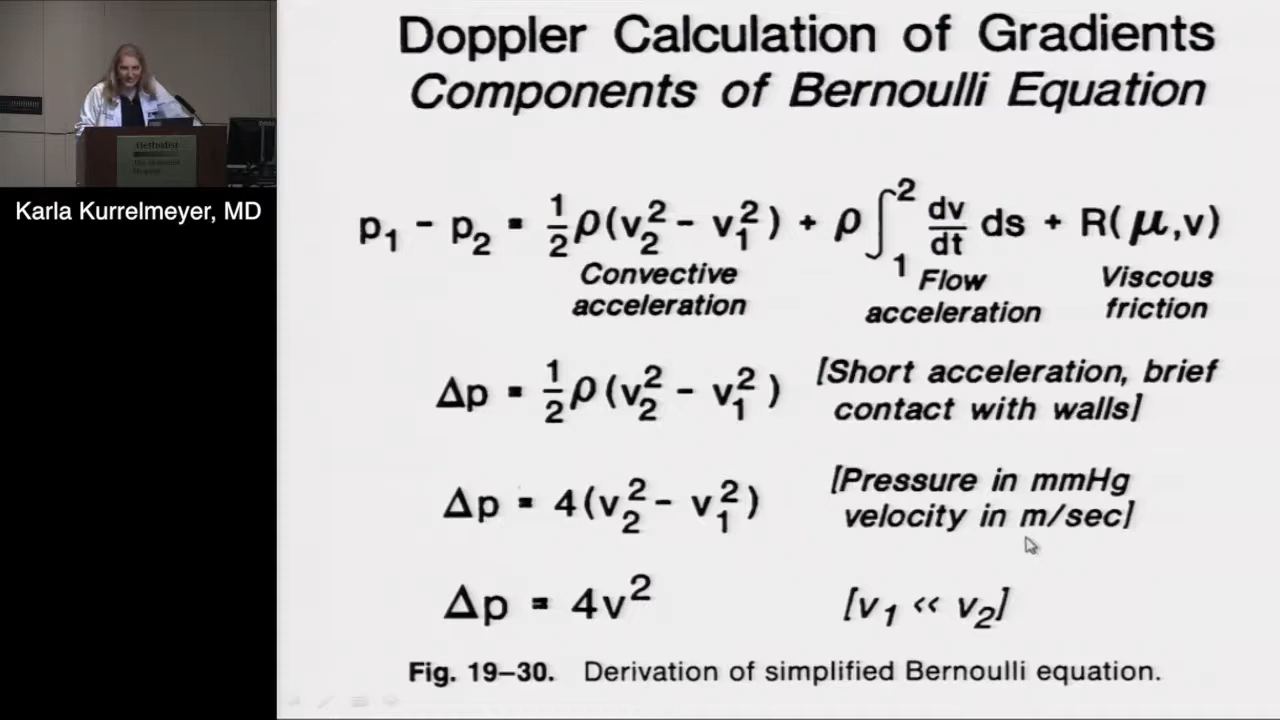 Doppler Calculation of Gradients
Components of Bernoulli Equation
Karla Kurrelmeyer, MD
p₁ - p₂ = ½ρ(v₂² - v₁²) + ρ∫₁² dv/dt ds + R(μ,v)
Convective acceleration
Flow acceleration
Viscous friction
Δp = ½ρ(v₂² - v₁²) [Short acceleration, brief
contact with walls]
Δp = 4(v₂² - v₁²) [Pressure in mmHg
velocity in m/sec]
Δp = 4v² [v₁ << v₂]
Fig. 19–30. Derivation of simplified Bernoulli equation.
Methodist